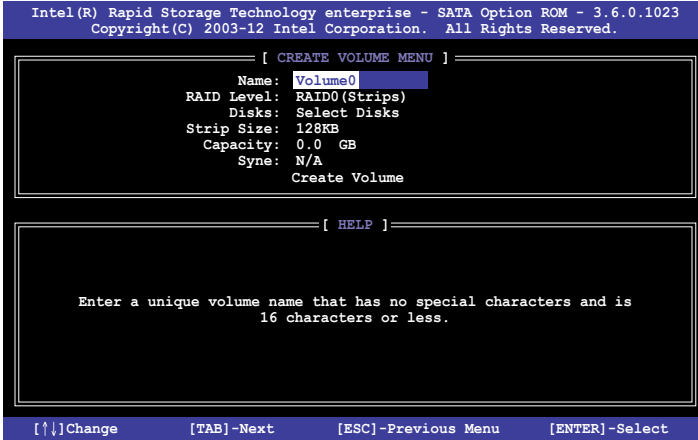 Intel(R) Rapid Storage Technology enterprise - SATA Option ROM - 3.6.0.1023
Copyright(C) 2003-12 Intel Corporation. All Rights Reserved.
[ CREATE VOLUME MENU ]
Name: Volume0
RAID Level: RAID0(Strips)
Disks: Select Disks
Strip Size: 128KB
Capacity: 0.0 GB
Syne: N/A
Create Volume
[ HELP ]
Enter a unique volume name that has no special characters and is
16 characters or less.
[↑↓]Change [TAB]-Next [ESC]-Previous Menu [ENTER]-Select